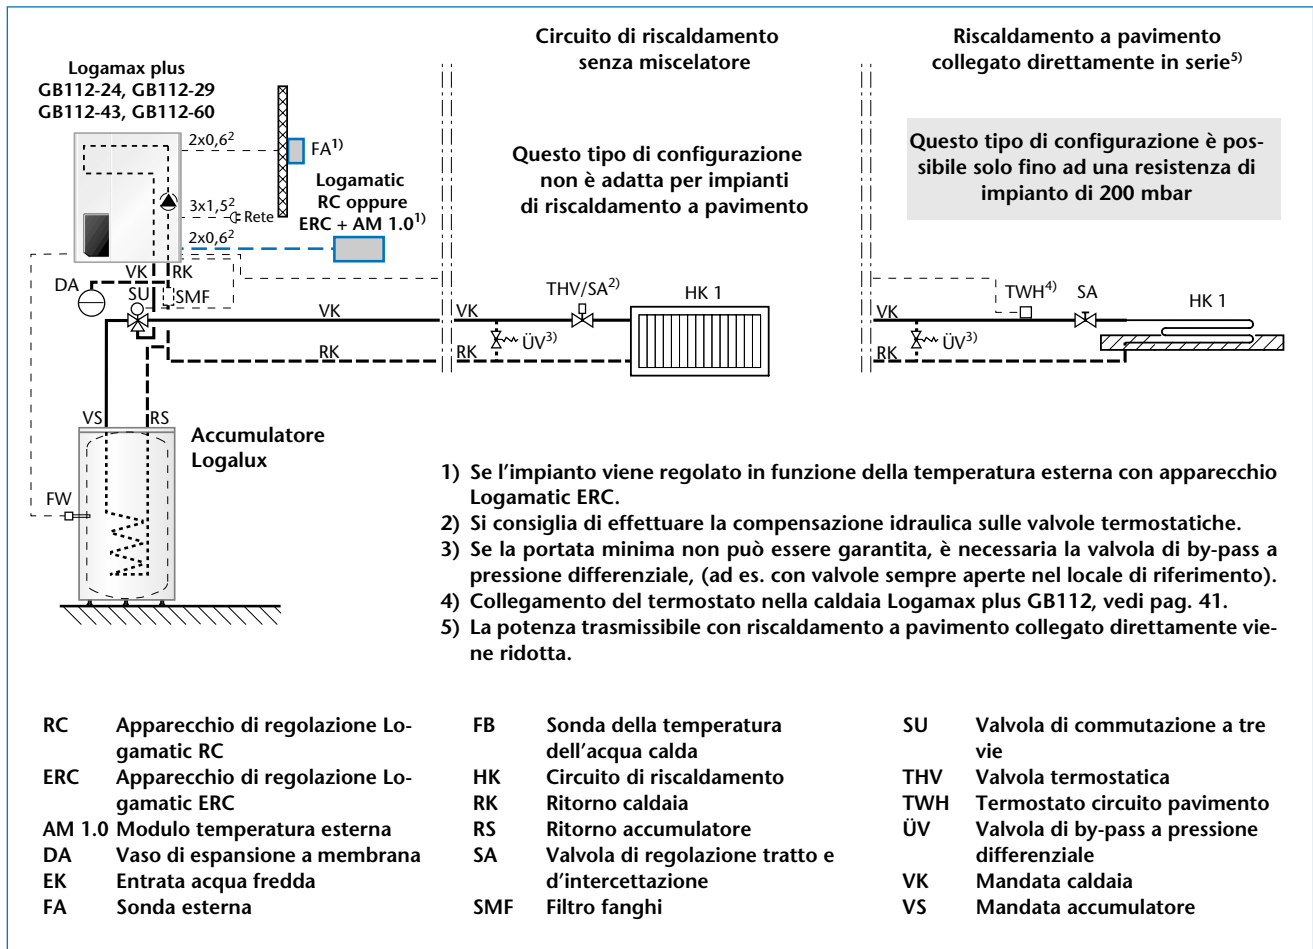 Logamax plus
GB112-24, GB112-29
GB112-43, GB112-60
Circuito di riscaldamento
senza miscelatore
Riscaldamento a pavimento
collegato direttamente in serie5)
2x0,6²
FA1)
3x1,5²
Rete
2x0,6²
Logamatic
RC oppure
ERC + AM 1.01)
Questo tipo di configurazione
non è adatta per impianti
di riscaldamento a pavimento
Questo tipo di configurazione è pos-
sibile solo fino ad una resistenza di
impianto di 200 mbar
VK
RK
DA
SU
SMF
VK
RK
VK
RK
THV/SA2)
ÜV3)
HK 1
VK
RK
TWH4)
SA
ÜV3)
HK 1
VS
RS
FW
Accumulatore
Logalux
1) Se l’impianto viene regolato in funzione della temperatura esterna con apparecchio
Logamatic ERC.
2) Si consiglia di effettuare la compensazione idraulica sulle valvole termostatiche.
3) Se la portata minima non può essere garantita, è necessaria la valvola di by-pass a
pressione differenziale, (ad es. con valvole sempre aperte nel locale di riferimento).
4) Collegamento del termostato nella caldaia Logamax plus GB112, vedi pag. 41.
5) La potenza trasmissibile con riscaldamento a pavimento collegato direttamente vie-
ne ridotta.
RC Apparecchio di regolazione Lo-
gamatic RC
ERC Apparecchio di regolazione Lo-
gamatic ERC
AM 1.0 Modulo temperatura esterna
DA Vaso di espansione a membrana
EK Entrata acqua fredda
FA Sonda esterna
FB Sonda della temperatura
dell’acqua calda
HK Circuito di riscaldamento
RK Ritorno caldaia
RS Ritorno accumulatore
SA Valvola di regolazione tratto e
d’intercettazione
SMF Filtro fanghi
SU Valvola di commutazione a tre
vie
THV Valvola termostatica
TWH Termostato circuito pavimento
ÜV Valvola di by-pass a pressione
differenziale
VK Mandata caldaia
VS Mandata accumulatore